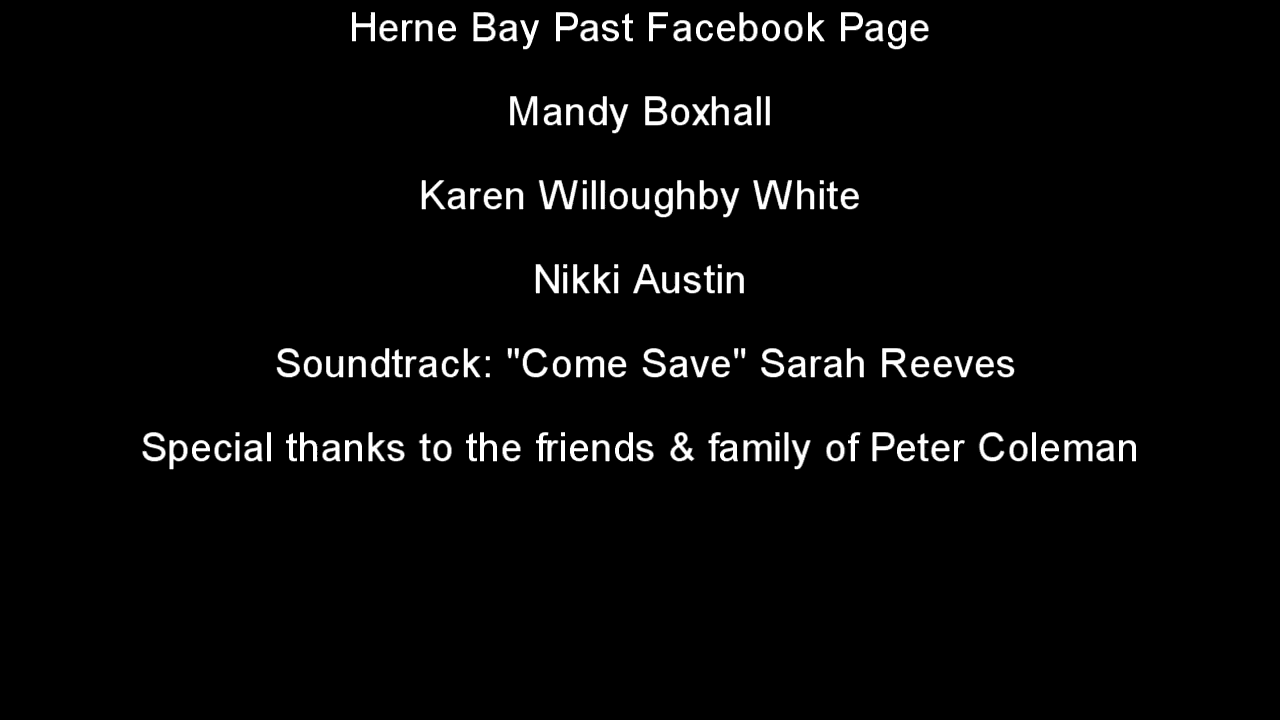 Herne Bay Past Facebook Page
Mandy Boxhall
Karen Willoughby White
Nikki Austin
Soundtrack: "Come Save" Sarah Reeves
Special thanks to the friends & family of Peter Coleman